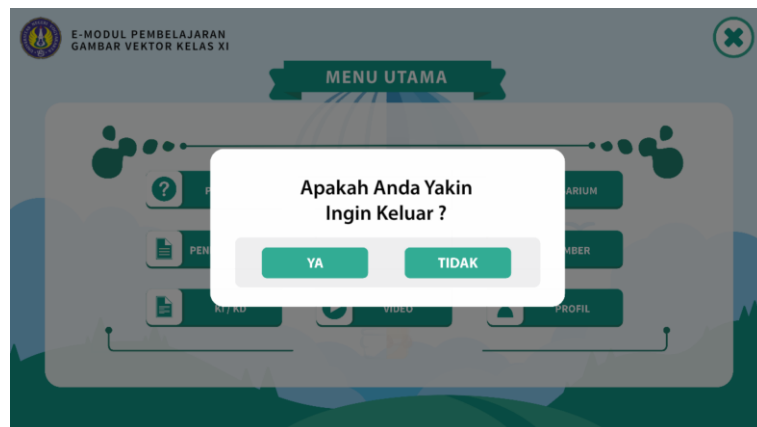 E-MODUL PEMBELAJARAN
GAMBAR VEKTOR KELAS XI
MENU UTAMA
Apakah Anda Yakin
Ingin Keluar ?
YA
TIDAK
KI / KD
VIDEO
PROFIL